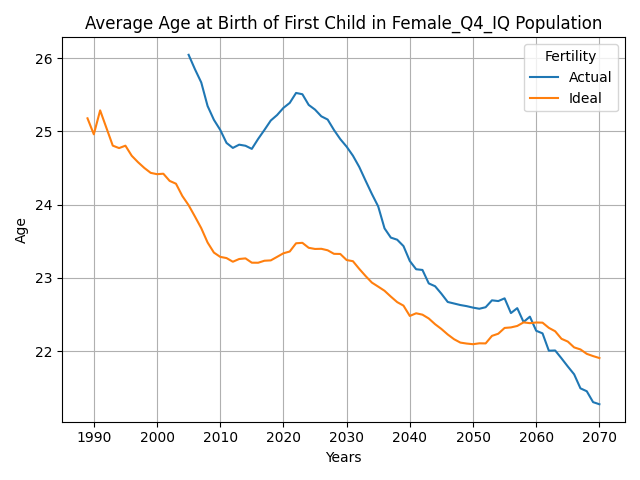 Average Age at Birth of First Child in Female_Q4_IQ Population
Fertility
Actual
Ideal
Age
26
25
24
23
22
1990 2000 2010 2020 2030 2040 2050 2060 2070
Years